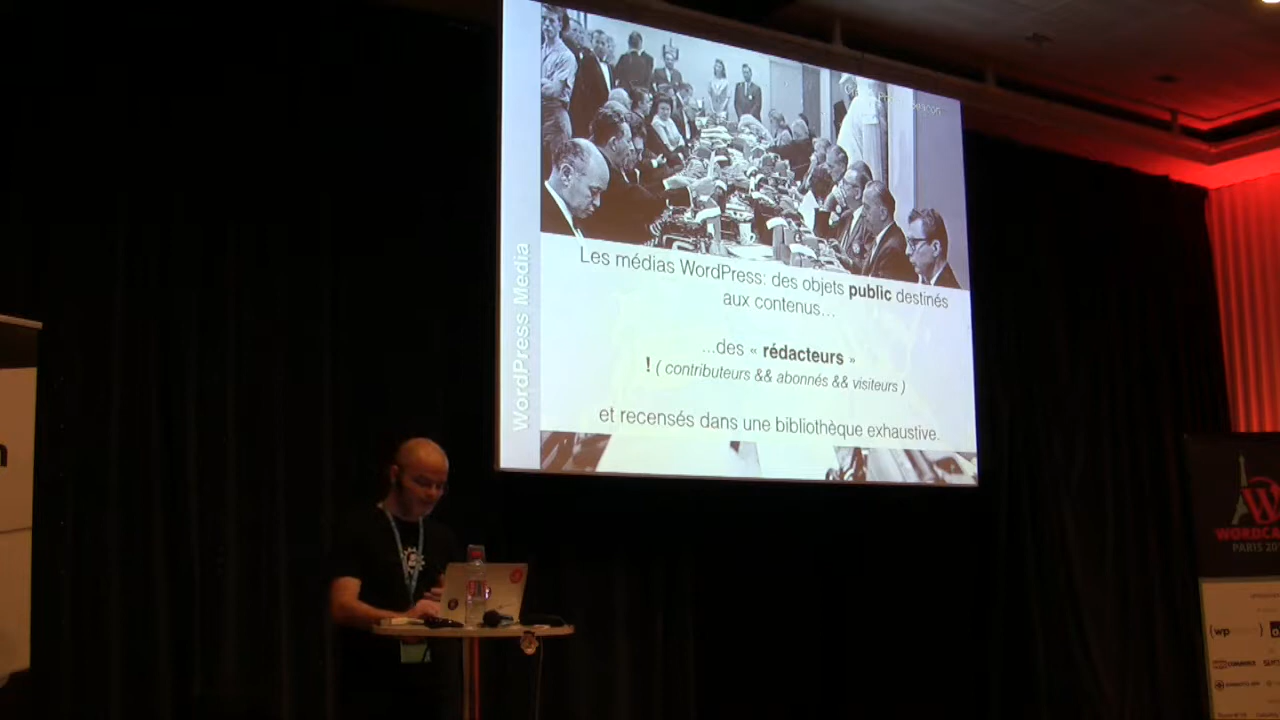 WordPress Media
Les médias WordPress: des objets public destinés
aux contenus…
…des « rédacteurs »
! ( contributeurs && abonnés && visiteurs )
et recensés dans une bibliothèque exhaustive.
PARIS
(wp